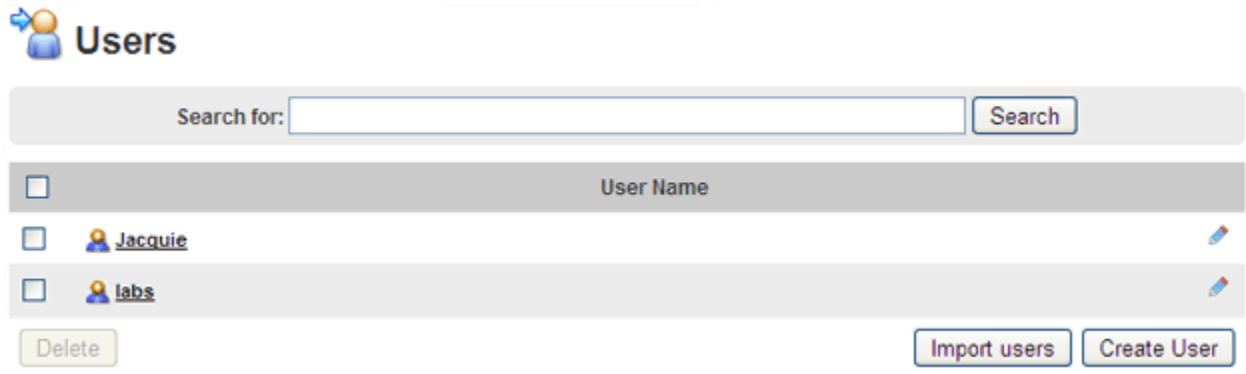 Users
Search for: Search
User Name
Jacquie
labs
Delete Import users Create User